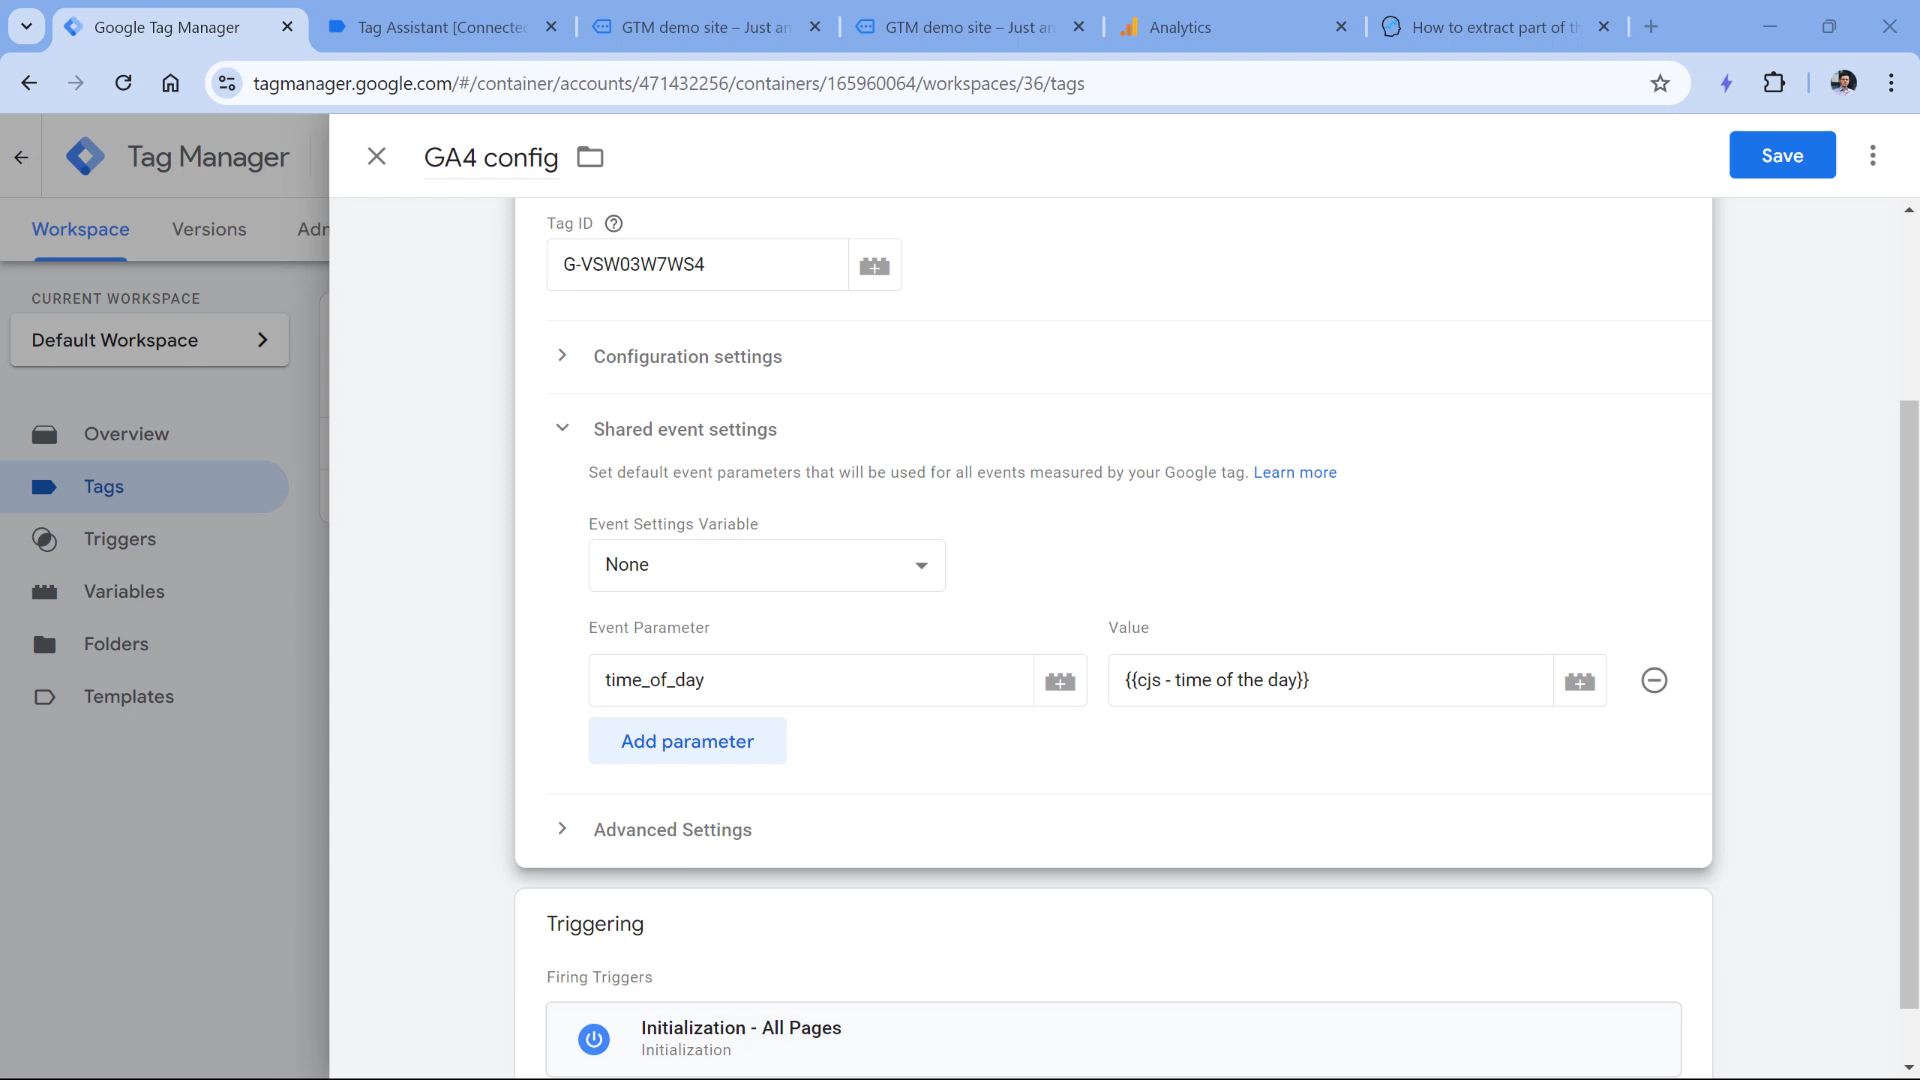 Google Tag Manager
Tag Assistant [Connected
GTM demo site – Just an
GTM demo site – Just an
Analytics
How to extract part of th
tagmanager.google.com/#/container/accounts/471432256/containers/165960064/workspaces/36/tags
Tag Manager
GA4 config
Save
Workspace
Versions
Adm
CURRENT WORKSPACE
Default Workspace
Overview
Tags
Triggers
Variables
Folders
Templates
Tag ID
G-VSW03W7WS4
Configuration settings
Shared event settings
Set default event parameters that will be used for all events measured by your Google tag. Learn more
Event Settings Variable
None
Event Parameter
Value
time_of_day
{{cjs - time of the day}}
Add parameter
Advanced Settings
Triggering
Firing Triggers
Initialization - All Pages
Initialization